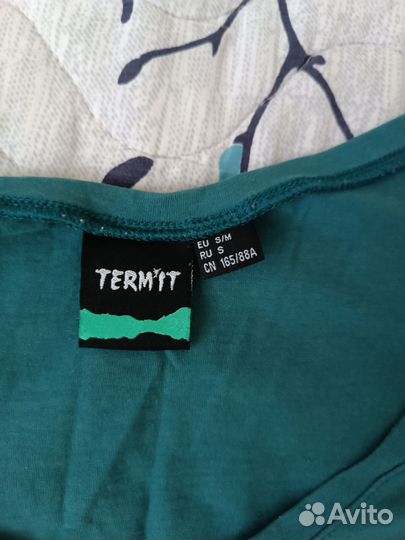 TERM'IT
EU S/M
RU S
CN 165/88A
Avito